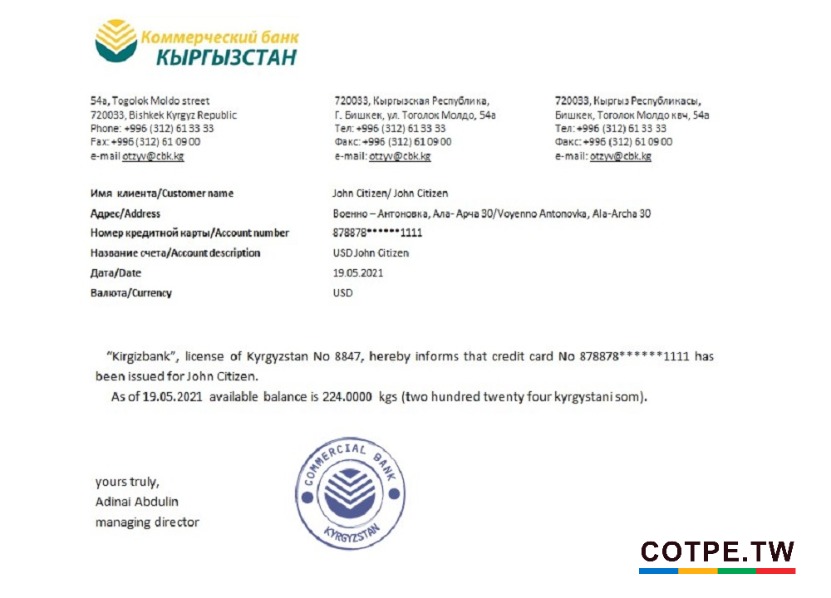 Коммерческий банк
КЫРГЫЗСТАН
54a, Togolok Moldo street
720033, Bishkek Kyrgyz Republic
Phone: +996 (312) 61 33 33
Fax: +996 (312) 61 09 00
e-mail otzyv@cbk.kg
720033, Кыргызская Республика,
Г. Бишкек, ул. Тоголок Молдо, 54а
Тел: +996 (312) 61 33 33
Факс: +996 (312) 61 09 00
e-mail: otzyv@cbk.kg
720033, Кыргыз Республикасы,
Бишкек, Тоголок Молдо квч, 54а
Тел: +996 (312) 61 33 33
Факс: +996 (312) 61 09 00
e-mail: otzyv@cbk.kg
Имя клиента/Customer name John Citizen/ John Citizen
Адрес/Address Военно – Антоновка, Ала- Арча 30/Voyenno Antonovka, Ala-Archa 30
Номер кредитной карты/Account number 878878******1111
Название счета/Account description USD John Citizen
Дата/Date 19.05.2021
Валюта/Currency USD
"Kirgizbank", license of Kyrgyzstan No 8847, hereby informs that credit card No 878878******1111 has
been issued for John Citizen.
As of 19.05.2021 available balance is 224.0000 kgs (two hundred twenty four kyrgystani som).
yours truly,
Adinai Abdulin
managing director
COMMERCIAL BANK
KYRGYZSTAN
COTPE.TW